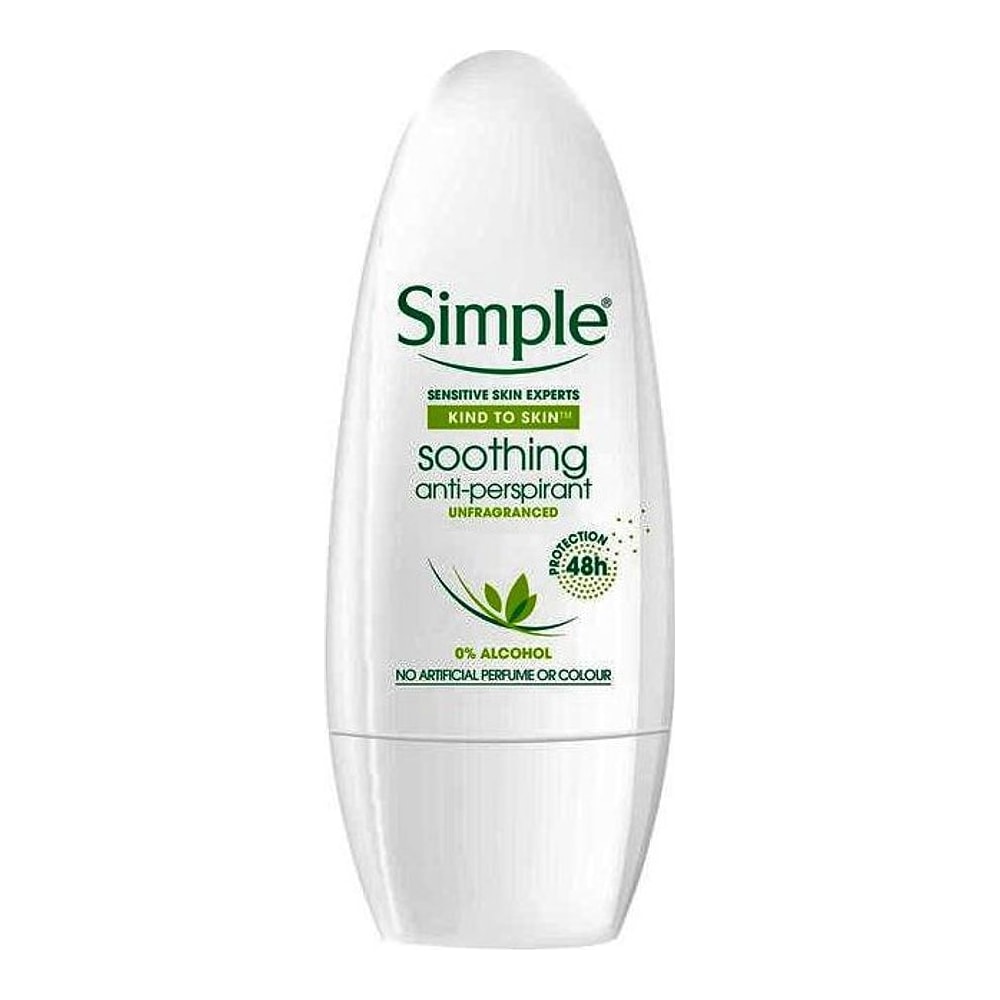 Simple®
SENSITIVE SKIN EXPERTS
KIND TO SKIN™
soothing
anti-perspirant
UNFRAGRANCED
PROTECTION
48h
0% ALCOHOL
NO ARTIFICIAL PERFUME OR COLOUR